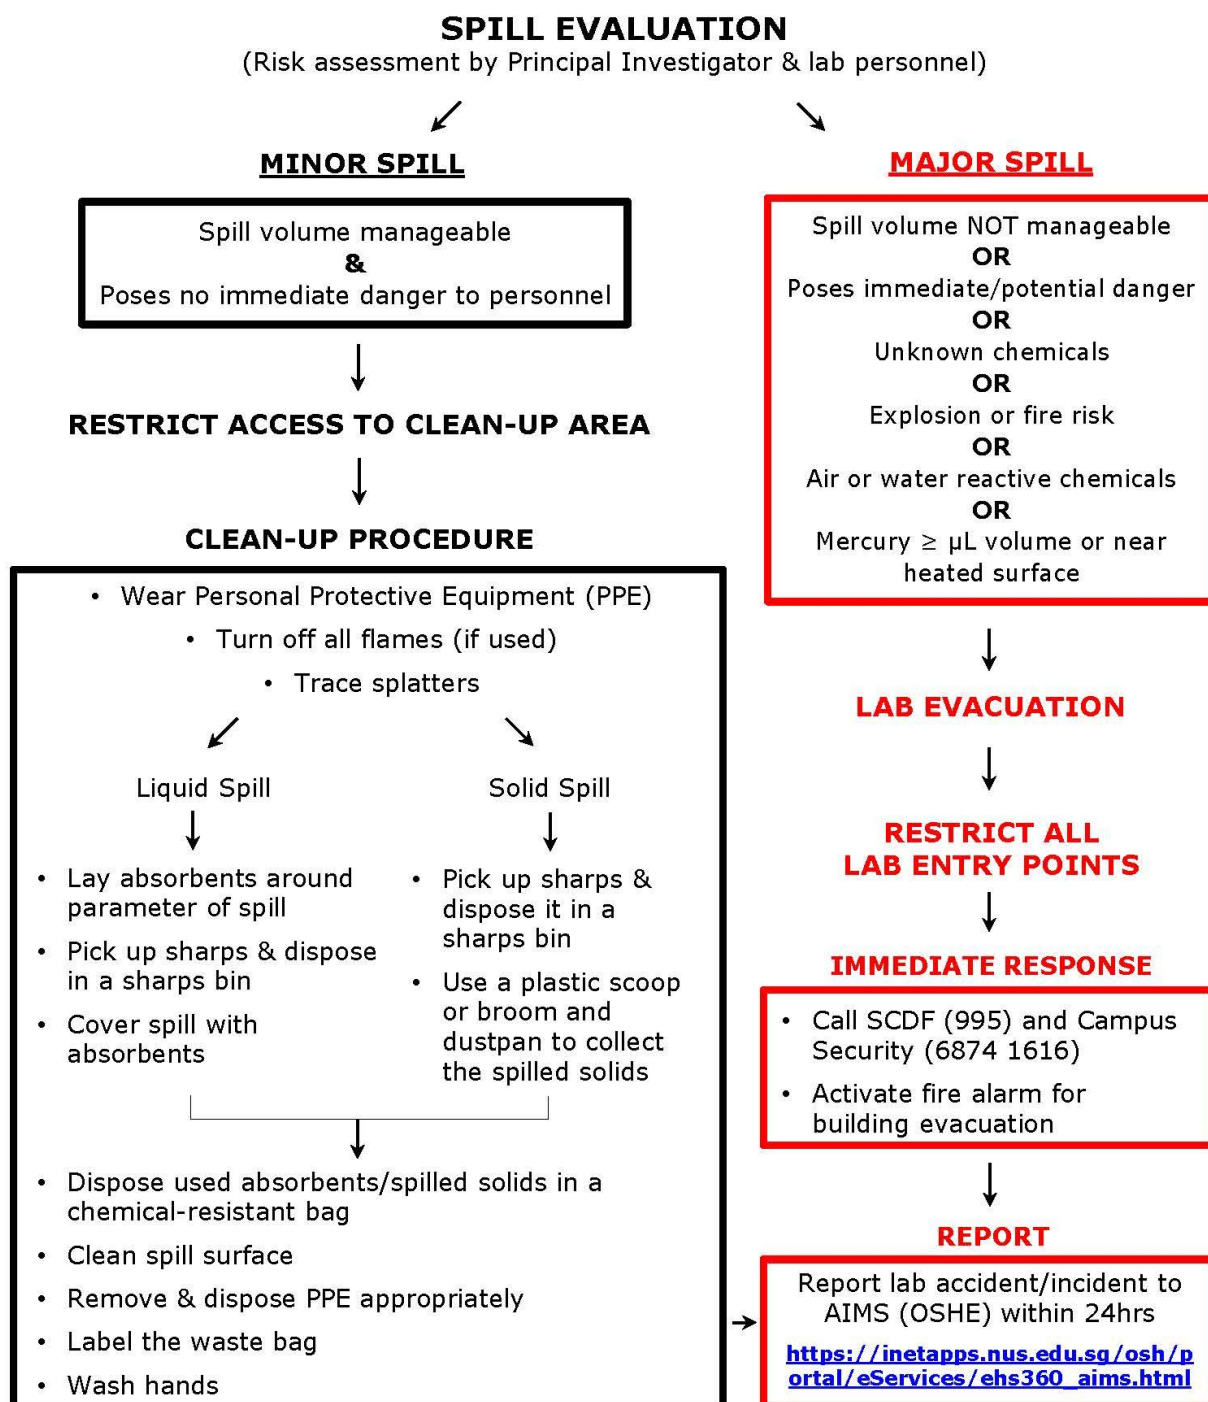 SPILL EVALUATION
(Risk assessment by Principal Investigator & lab personnel)
MINOR SPILL
Spill volume manageable
&
Poses no immediate danger to personnel
RESTRICT ACCESS TO CLEAN-UP AREA
CLEAN-UP PROCEDURE
• Wear Personal Protective Equipment (PPE)
• Turn off all flames (if used)
• Trace splatters
Liquid Spill
• Lay absorbents around
parameter of spill
• Pick up sharps & dispose
in a sharps bin
• Cover spill with
absorbents
Solid Spill
• Pick up sharps &
dispose it in a
sharps bin
• Use a plastic scoop
or broom and
dustpan to collect
the spilled solids
• Dispose used absorbents/spilled solids in a
chemical-resistant bag
• Clean spill surface
• Remove & dispose PPE appropriately
• Label the waste bag
• Wash hands
MAJOR SPILL
Spill volume NOT manageable
OR
Poses immediate/potential danger
OR
Unknown chemicals
OR
Explosion or fire risk
OR
Air or water reactive chemicals
OR
Mercury ≥ µL volume or near
heated surface
LAB EVACUATION
RESTRICT ALL
LAB ENTRY POINTS
IMMEDIATE RESPONSE
• Call SCDF (995) and Campus
Security (6874 1616)
• Activate fire alarm for
building evacuation
REPORT
Report lab accident/incident to
AIMS (OSHE) within 24hrs
https://inetapps.nus.edu.sg/osh/p
ortal/eServices/ehs360_aims.html